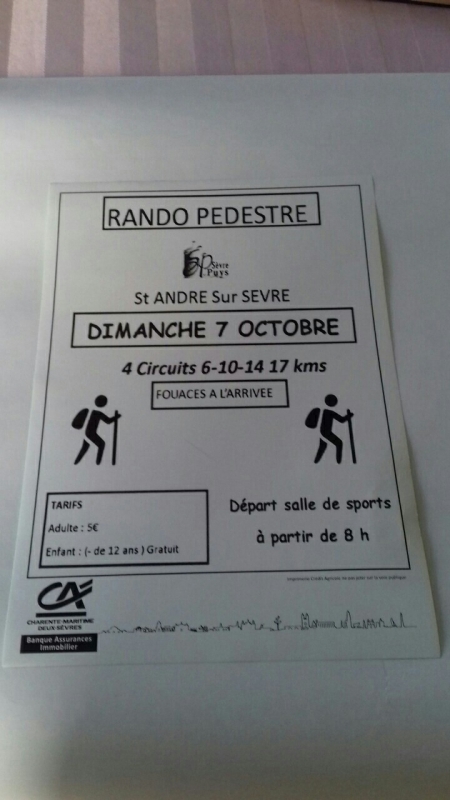 RANDO PEDESTRE
Sèvre
Puys
St ANDRE Sur SEVRE
DIMANCHE 7 OCTOBRE
4 Circuits 6-10-14 17 kms
FOUACES A L'ARRIVEE
TARIFS
Adulte : 5€
Enfant : (- de 12 ans ) Gratuit
Départ salle de sports
à partir de 8 h
CA
CHARENTE-MARITIME
DEUX-SÈVRES
Banque Assurances
Immobilier